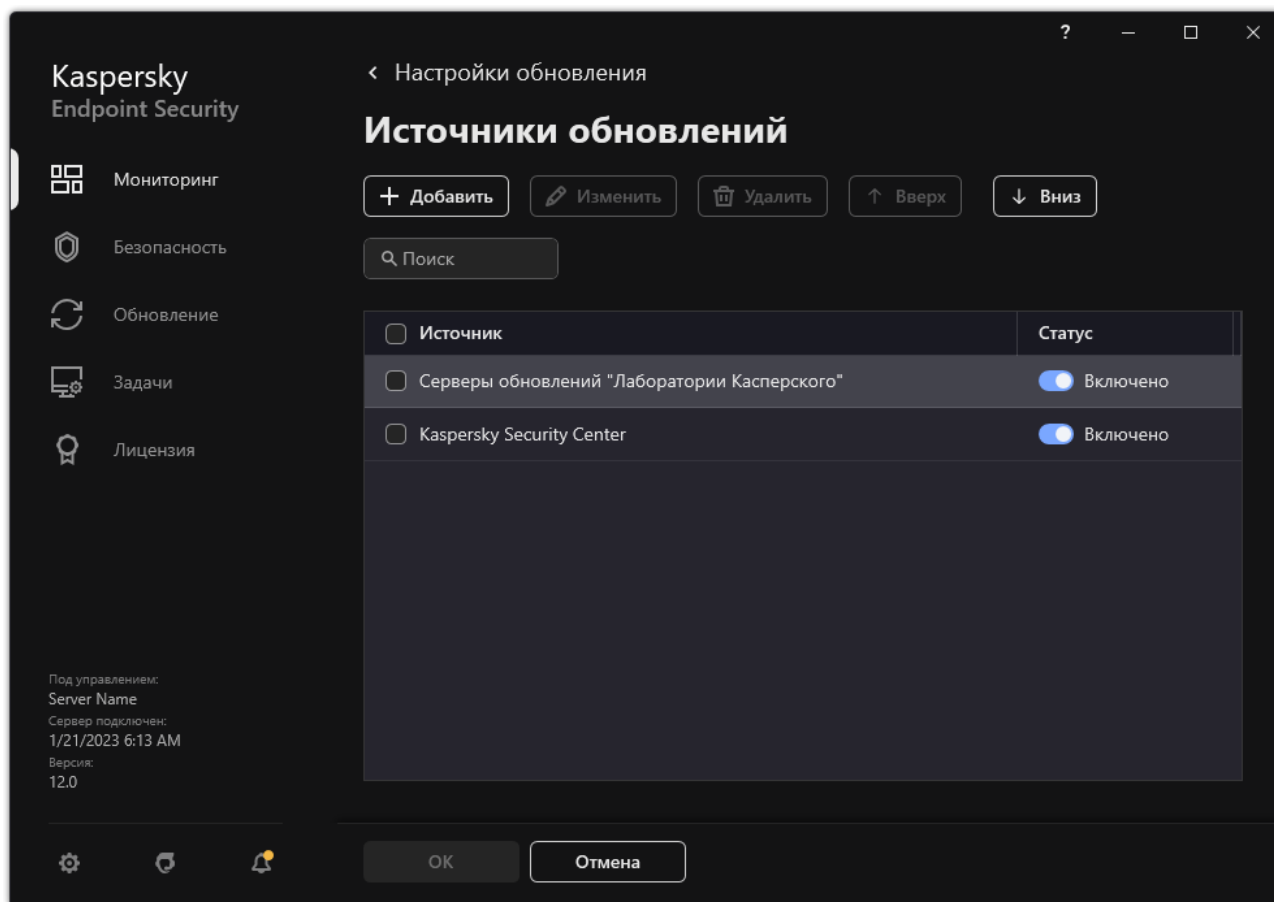 ?
Kaspersky
Endpoint Security
Настройки обновления
Источники обновлений
Добавить
Изменить
Удалить
Вверх
Вниз
Поиск
Мониторинг
Безопасность
Обновление
Задачи
Лицензия
Источник Статус
Серверы обновлений "Лаборатории Касперского" Включено
Kaspersky Security Center Включено
Под управлением:
Server Name
Сервер подключен:
1/21/2023 6:13 AM
Версия:
12.0
ОК
Отмена